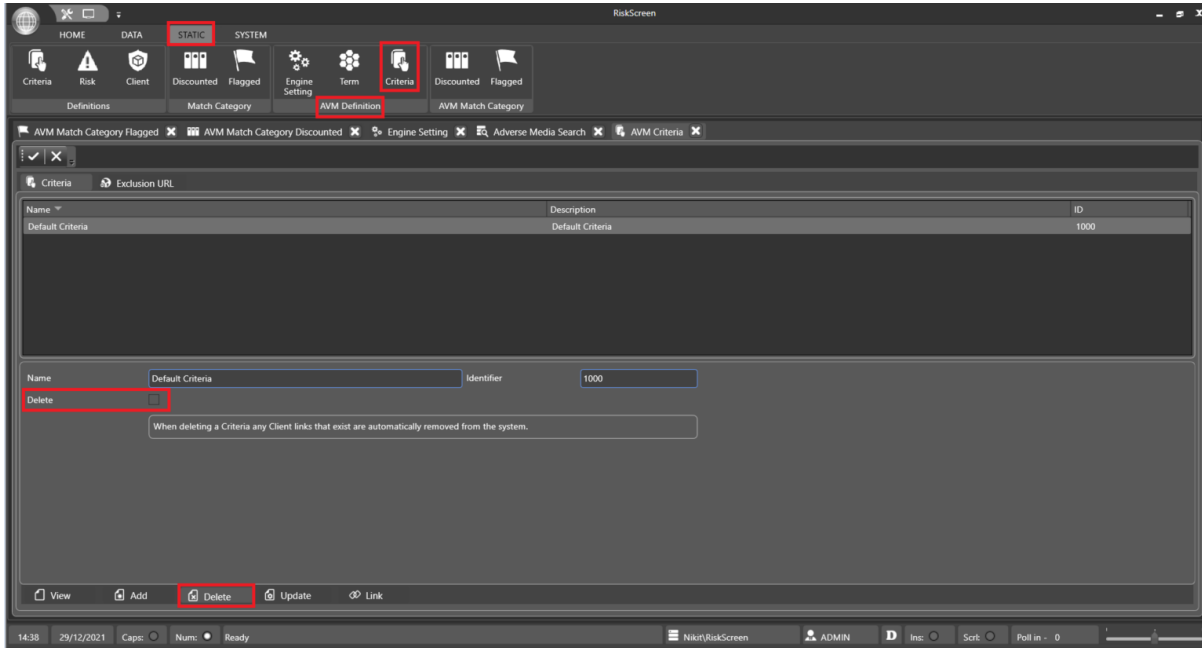 RiskScreen
HOME DATA STATIC SYSTEM
Criteria Risk Client Discounted Flagged Engine Setting Term Criteria Discounted Flagged
Definitions Match Category AVM Definition AVM Match Category
AVM Match Category Flagged AVM Match Category Discounted Engine Setting Adverse Media Search AVM Criteria
Criteria Exclusion URL
Name Description ID
Default Criteria Default Criteria 1000
Name Default Criteria Identifier 1000
Delete
When deleting a Criteria any Client links that exist are automatically removed from the system.
View Add Delete Update Link
14:38 29/12/2021 Caps: Num: Ready Nikit\RiskScreen ADMIN D Ins: Scrl: Poll in - 0